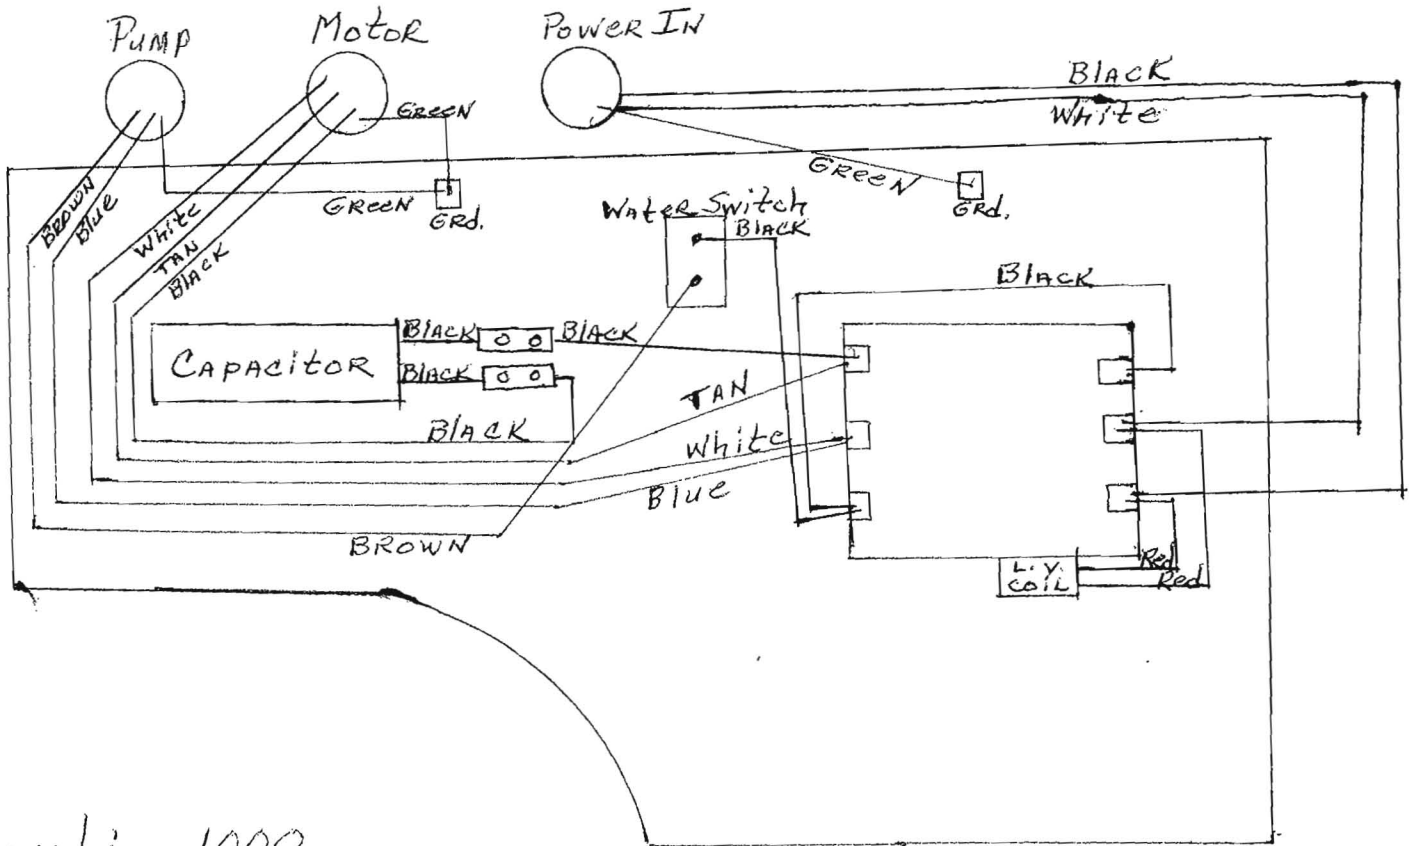 Pump
Motor
Power In
Black
White
Green
Green
Green
Grd.
Grd.
Brown
Blue
White
Tan
Black
Water Switch
Black
Black
Capacitor
Black
Black
Black
Tan
Black
White
Blue
Brown
L.V.
Coil
Red
Red
1000